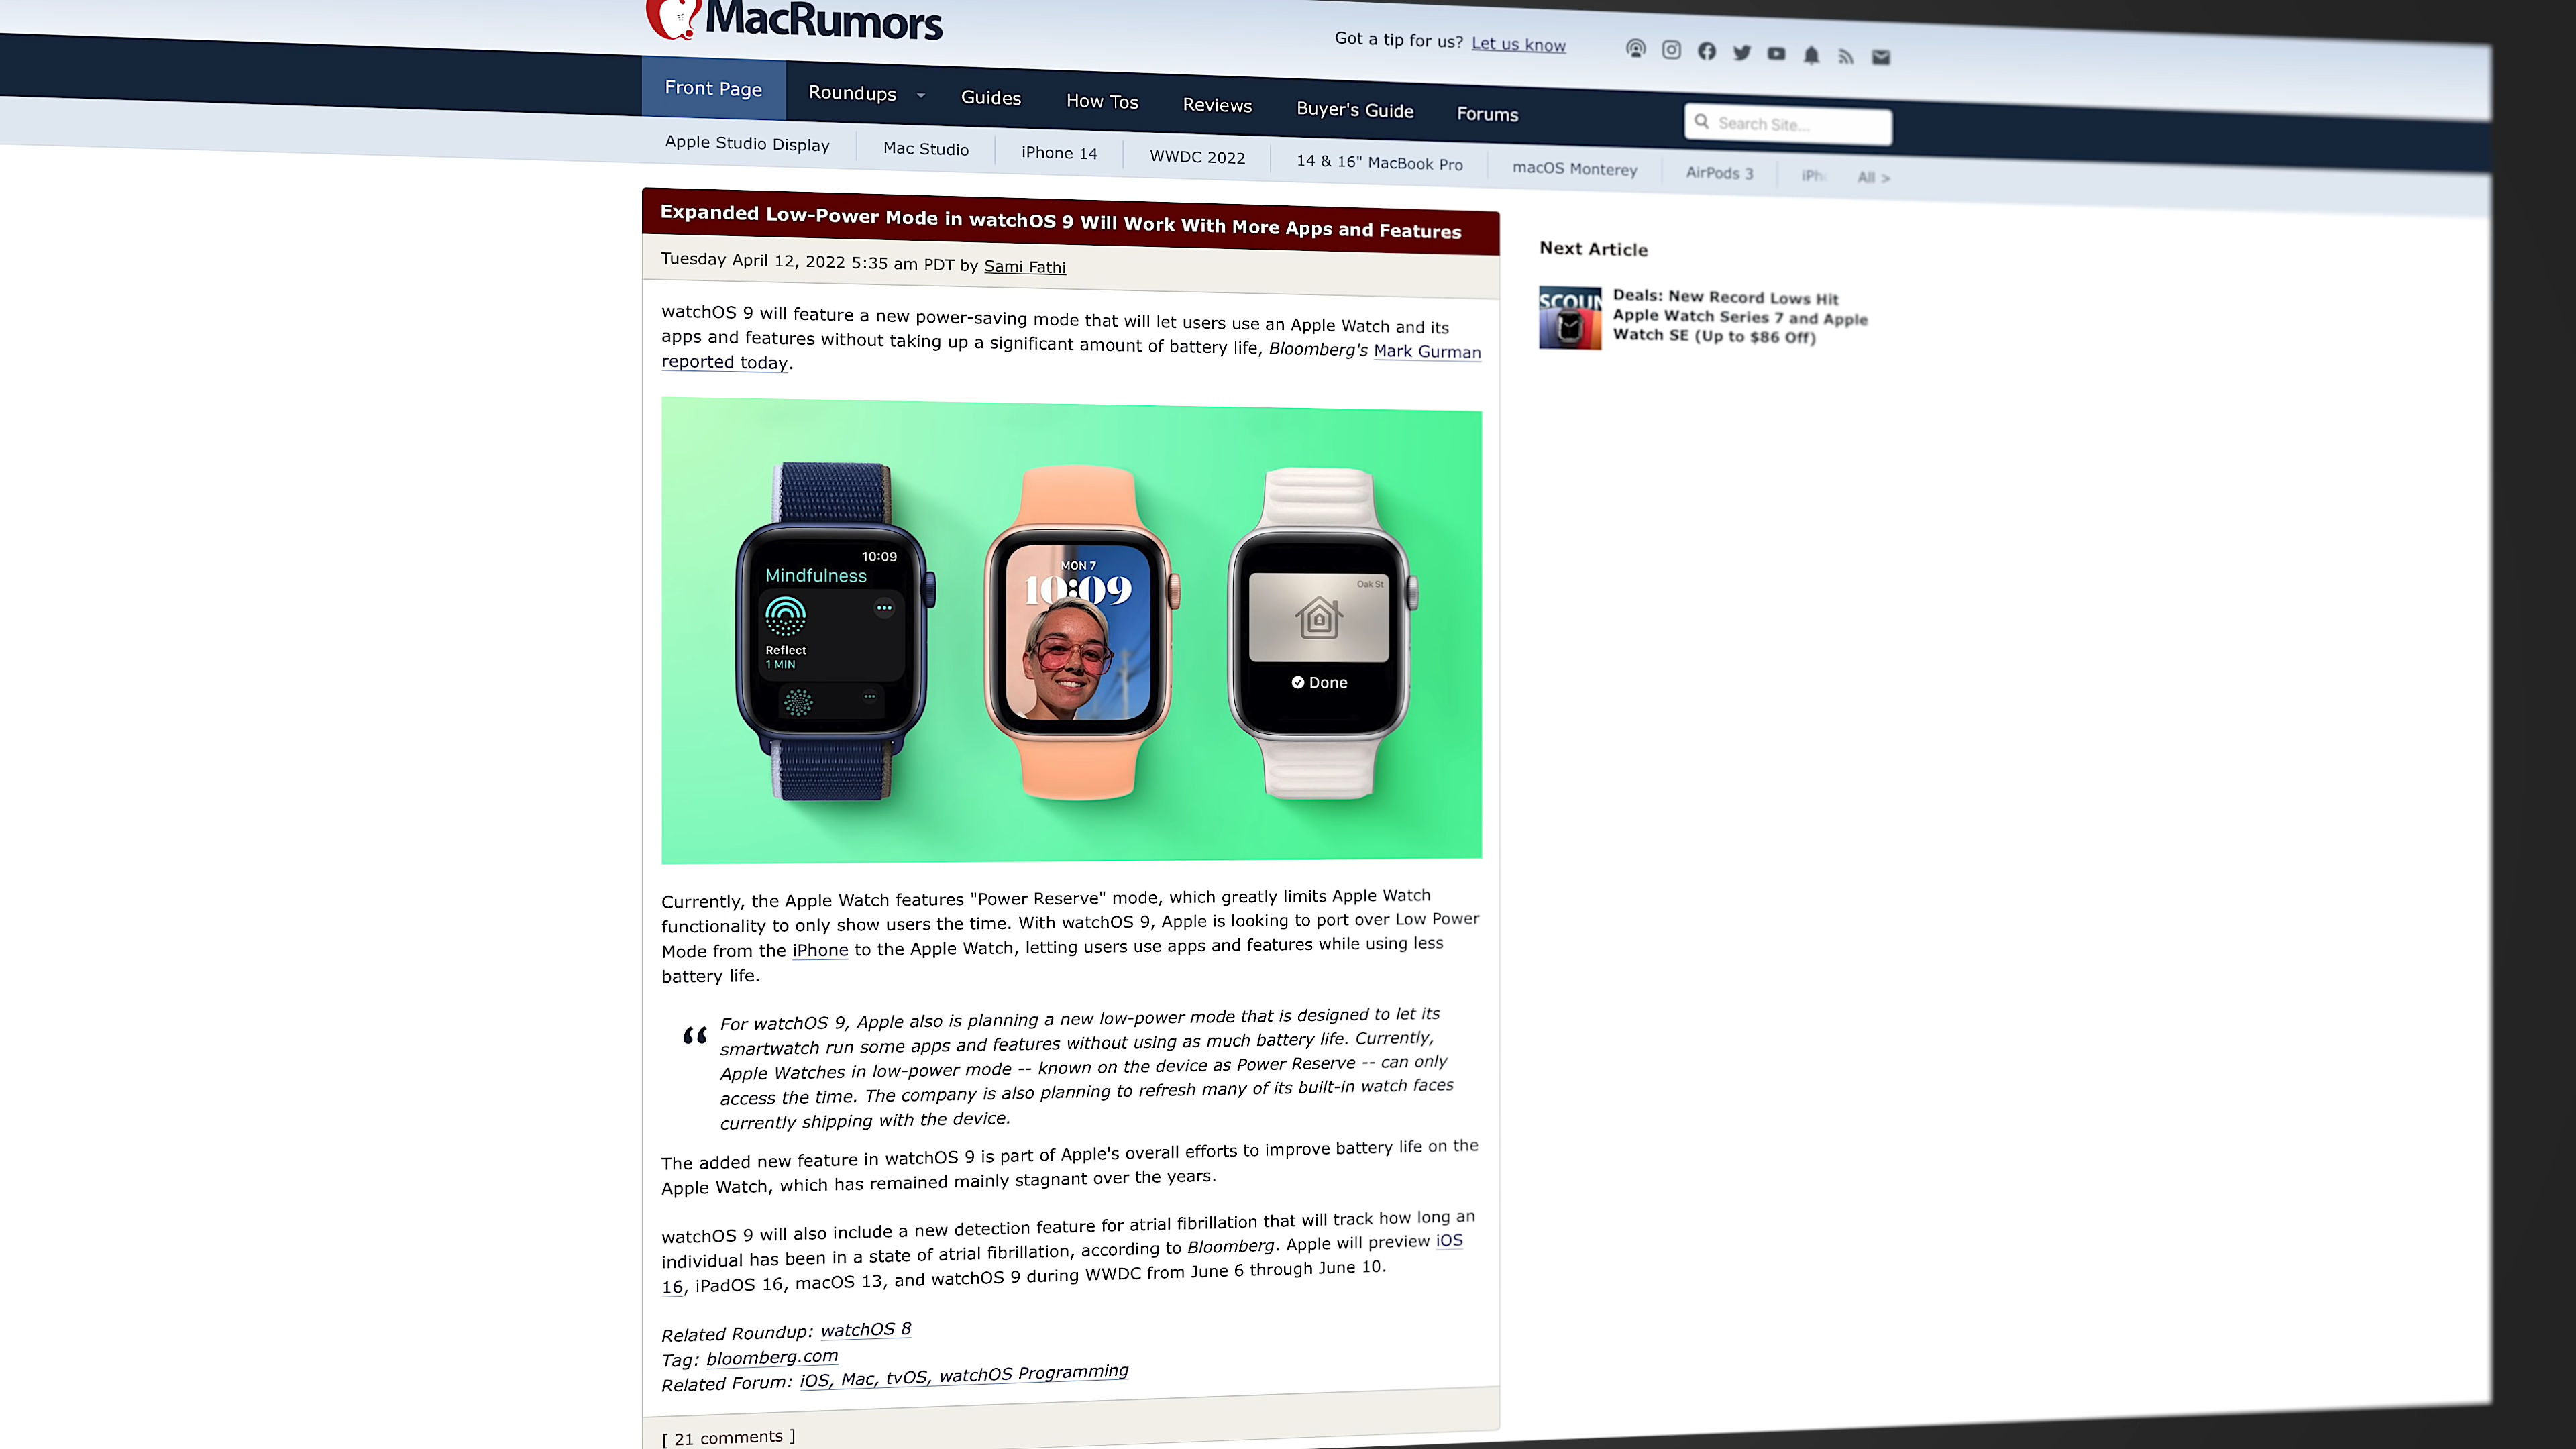 MacRumors
Got a tip for us? Let us know
Front Page
Roundups
Guides
How Tos
Reviews
Buyer's Guide
Forums
Search Site...
Apple Studio Display
Mac Studio
iPhone 14
WWDC 2022
14 & 16" MacBook Pro
macOS Monterey
AirPods 3
iPh
All >
Expanded Low-Power Mode in watchOS 9 Will Work With More Apps and Features
Tuesday April 12, 2022 5:35 am PDT by Sami Fathi
watchOS 9 will feature a new power-saving mode that will let users use an Apple Watch and its
apps and features without taking up a significant amount of battery life, Bloomberg's Mark Gurman
reported today.
10:09
Mindfulness
Reflect
1 MIN
MON 7
10:09
Oak St
Done
Currently, the Apple Watch features "Power Reserve" mode, which greatly limits Apple Watch
functionality to only show users the time. With watchOS 9, Apple is looking to port over Low Power
Mode from the iPhone to the Apple Watch, letting users use apps and features while using less
battery life.
“ For watchOS 9, Apple also is planning a new low-power mode that is designed to let its
smartwatch run some apps and features without using as much battery life. Currently,
Apple Watches in low-power mode -- known on the device as Power Reserve -- can only
access the time. The company is also planning to refresh many of its built-in watch faces
currently shipping with the device.
The added new feature in watchOS 9 is part of Apple's overall efforts to improve battery life on the
Apple Watch, which has remained mainly stagnant over the years.
watchOS 9 will also include a new detection feature for atrial fibrillation that will track how long an
individual has been in a state of atrial fibrillation, according to Bloomberg. Apple will preview iOS
16, iPadOS 16, macOS 13, and watchOS 9 during WWDC from June 6 through June 10.
Related Roundup: watchOS 8
Tag: bloomberg.com
Related Forum: iOS, Mac, tvOS, watchOS Programming
[ 21 comments ]
Next Article
SCOUN
Deals: New Record Lows Hit
Apple Watch Series 7 and Apple
Watch SE (Up to $86 Off)